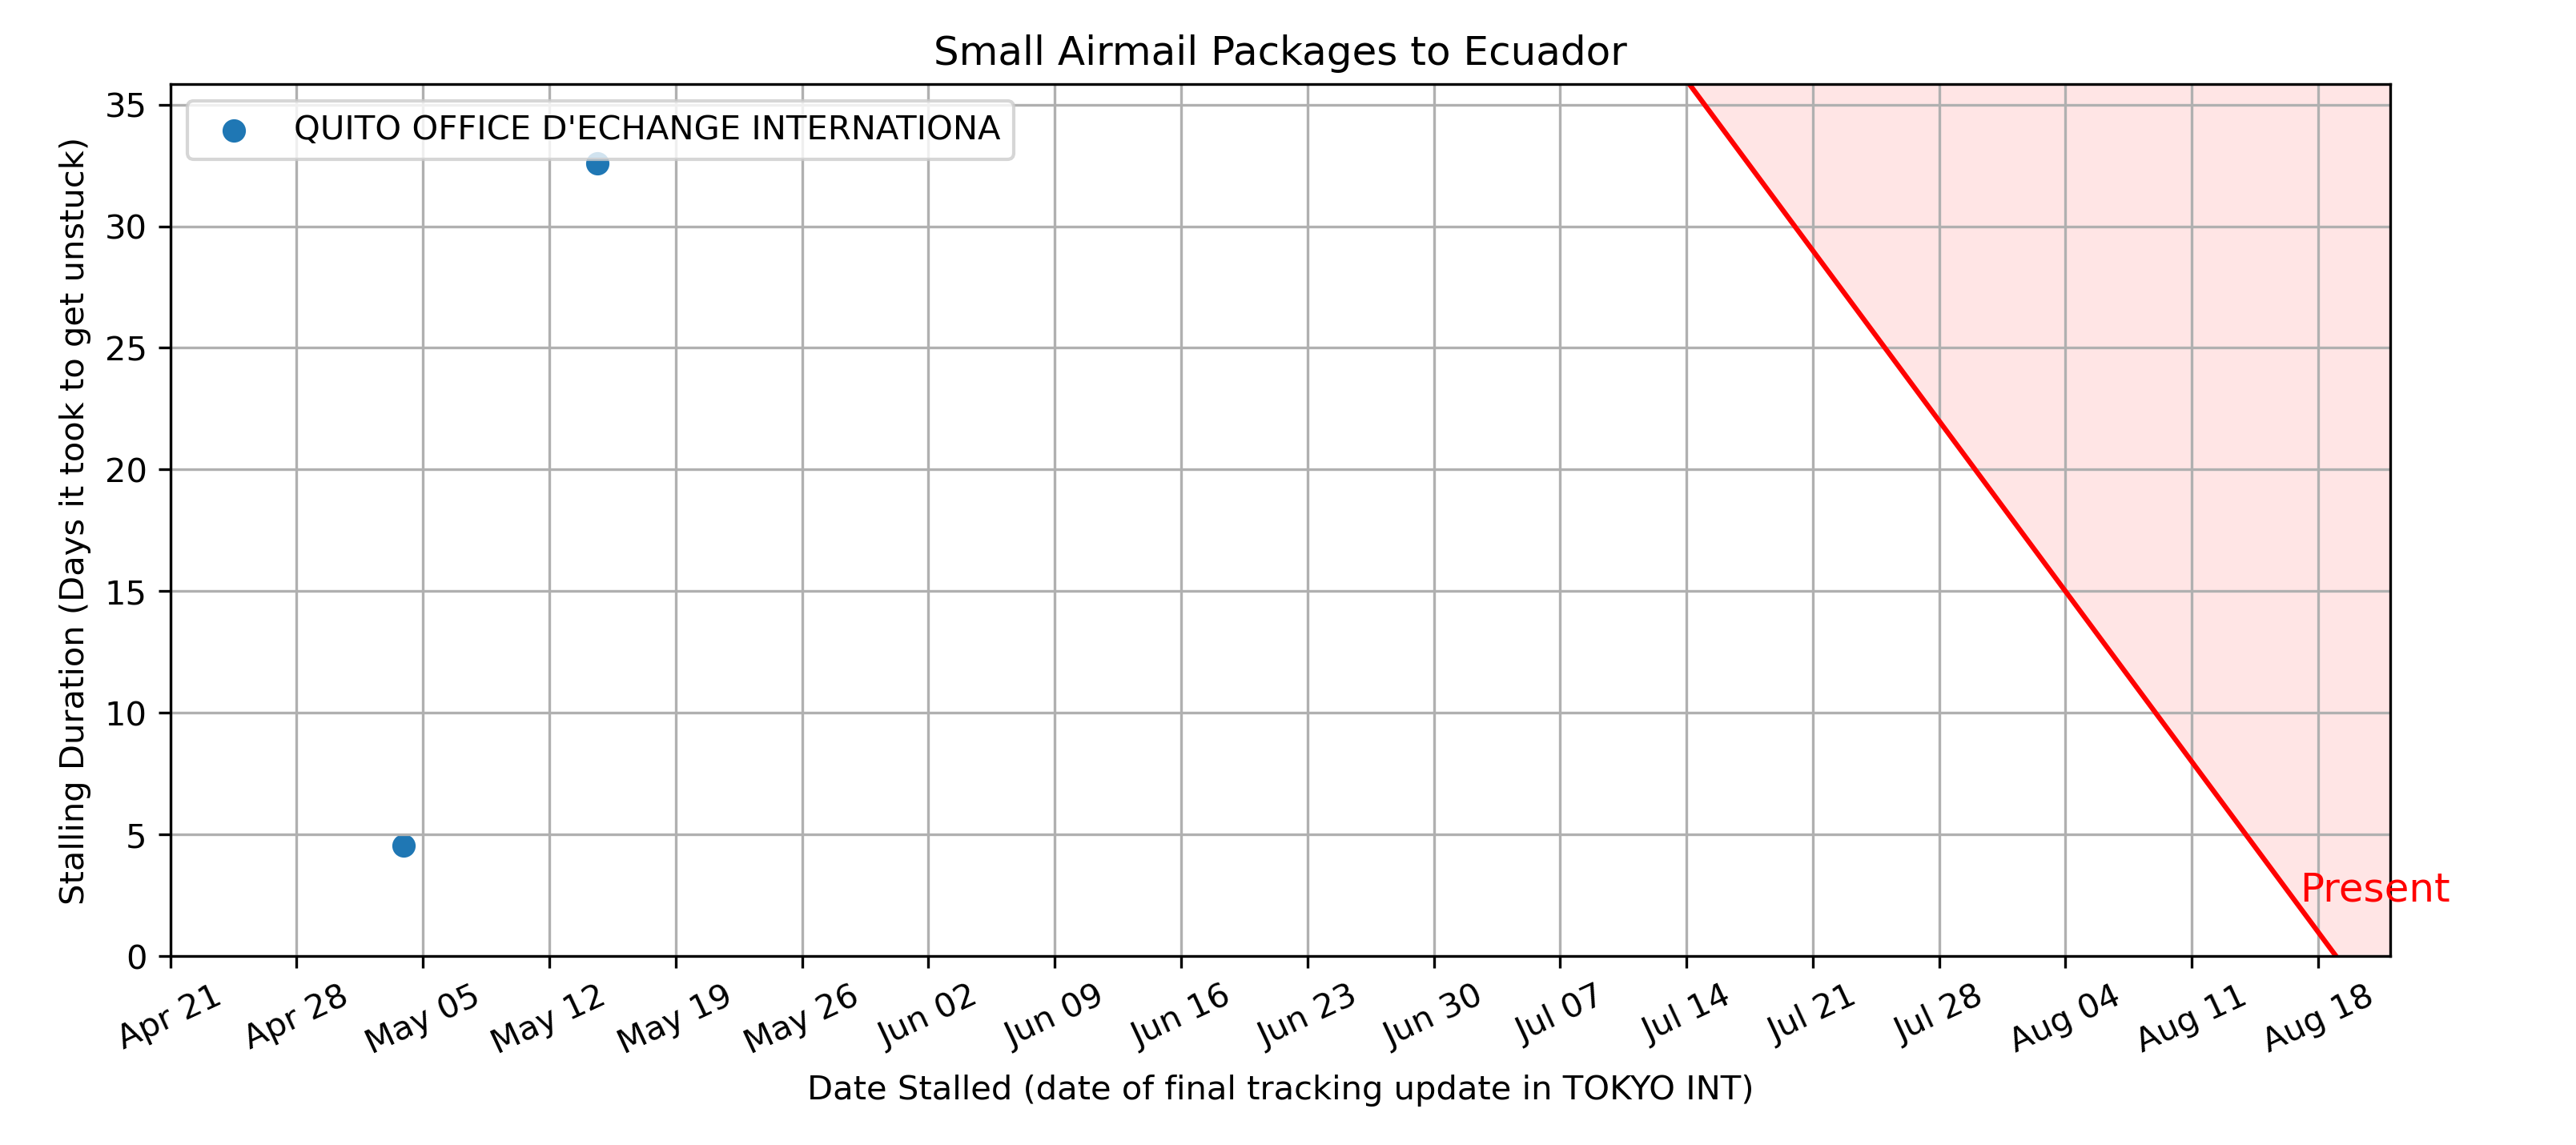 Small Airmail Packages to Ecuador
QUITO OFFICE D'ECHANGE INTERNATIONA
Stalling Duration (Days it took to get unstuck)
35
30
25
20
15
10
5
0
Present
Apr 21 Apr 28 May 05 May 12 May 19 May 26 Jun 02 Jun 09 Jun 16 Jun 23 Jun 30 Jul 07 Jul 14 Jul 21 Jul 28 Aug 04 Aug 11 Aug 18
Date Stalled (date of final tracking update in TOKYO INT)